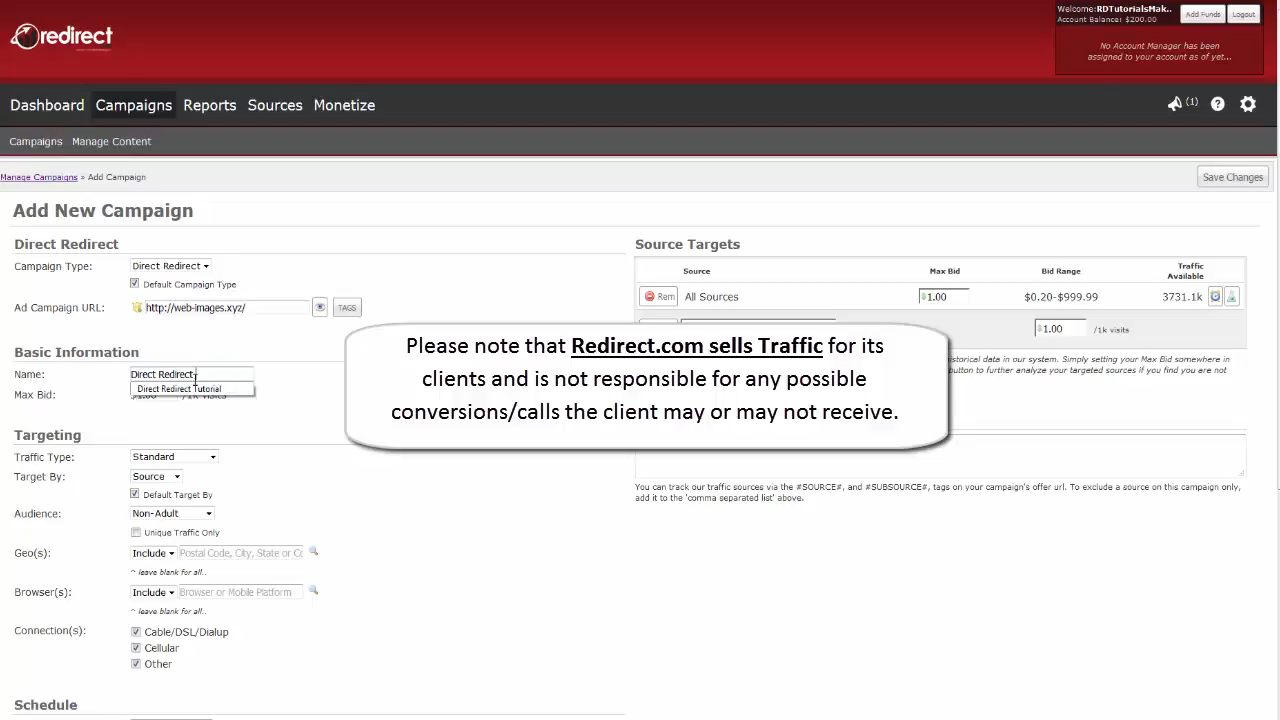 redirect
Welcome:RDTutorialsMak..
Account Balance: $200.00
Add Funds
Logout
No Account Manager has been
assigned to your account as of yet...
Dashboard Campaigns Reports Sources Monetize
(1)
Campaigns Manage Content
Manage Campaigns » Add Campaign
Save Changes
Add New Campaign
Direct Redirect
Campaign Type: Direct Redirect
Default Campaign Type
Ad Campaign URL: http://web-images.xyz/ TAGS
Basic Information
Name: Direct Redirect
Direct Redirect Tutorial
Max Bid: $1.00 /1k visits
Targeting
Traffic Type: Standard
Target By: Source
Default Target By
Audience: Non-Adult
Unique Traffic Only
Geo(s): Include Postal Code, City, State or Co
^ leave blank for all..
Browser(s): Include Browser or Mobile Platform
^ leave blank for all..
Connection(s): Cable/DSL/Dialup
Cellular
Other
Schedule
Source Targets
Source Max Bid Bid Range Traffic
Available
Rem All Sources $1.00 $0.20-$999.99 3731.1k
$1.00 /1k visits
Please note that Redirect.com sells Traffic for its
clients and is not responsible for any possible
conversions/calls the client may or may not receive.
historical data in our system. Simply setting your Max Bid somewhere in
button to further analyze your targeted sources if you find you are not
You can track our traffic sources via the #SOURCE#, and #SUBSOURCE#, tags on your campaign's offer url. To exclude a source on this campaign only,
add it to the 'comma separated list' above.